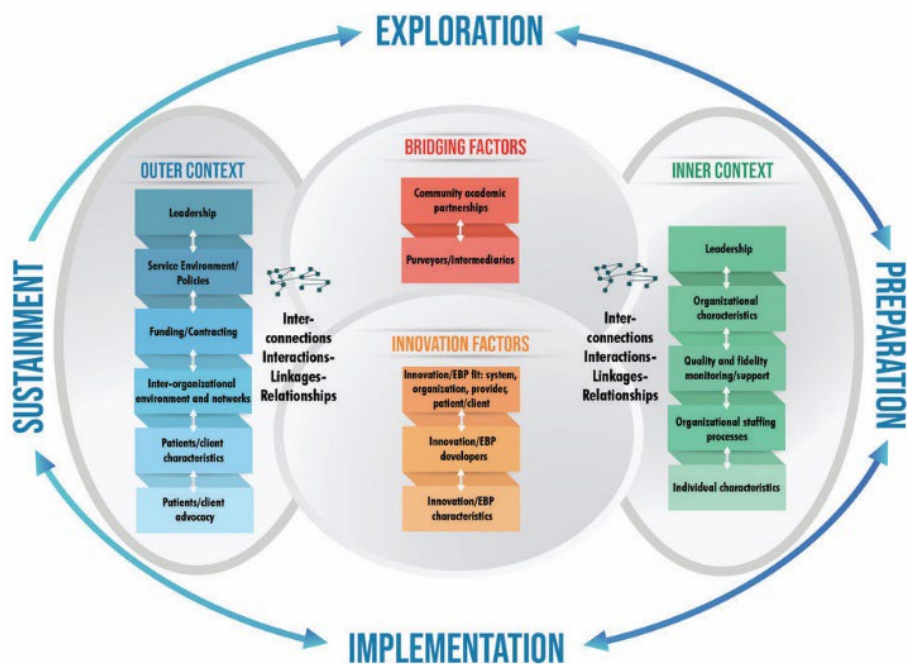 EXPLORATION
OUTER CONTEXT
Leadership
Service Environment/
Policies
Funding/Contracting
Inter-organizational
environment and networks
Patients/client
characteristics
Patients/client
advocacy
Inter-
connections
Interactions-
Linkages-
Relationships
BRIDGING FACTORS
Community academic
partnerships
Purveyors/Intermediaries
INNOVATION FACTORS
Innovation/EBP fit: system,
organization, provider,
patient/client
Innovation/EBP
developers
Innovation/EBP
characteristics
Inter-
connections
Interactions-
Linkages-
Relationships
INNER CONTEXT
Leadership
Organizational
characteristics
Quality and fidelity
monitoring/support
Organizational staffing
processes
Individual characteristics
SUSTAINMENT
PREPARATION
IMPLEMENTATION